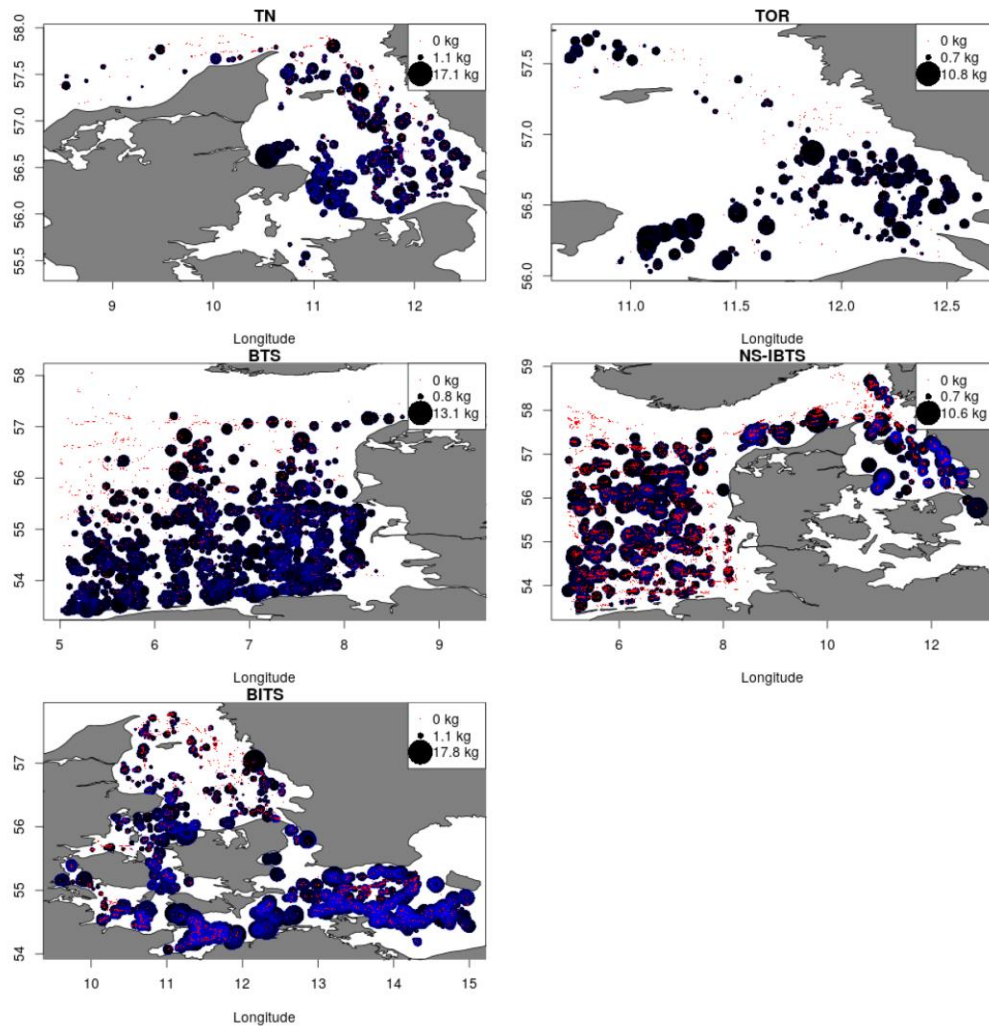 TN
58.0
57.5
57.0
56.5
56.0
55.5
0 kg
1.1 kg
17.1 kg
9 10 11 12
Longitude
TOR
57.5
57.0
56.5
56.0
0 kg
0.7 kg
10.8 kg
11.0 11.5 12.0 12.5
Longitude
BTS
58
57
56
55
54
0 kg
0.8 kg
13.1 kg
5 6 7 8 9
Longitude
NS-IBTS
59
58
57
56
55
54
0 kg
0.7 kg
10.6 kg
6 8 10 12
Longitude
BITS
57
56
55
54
0 kg
1.1 kg
17.8 kg
10 11 12 13 14 15
Longitude